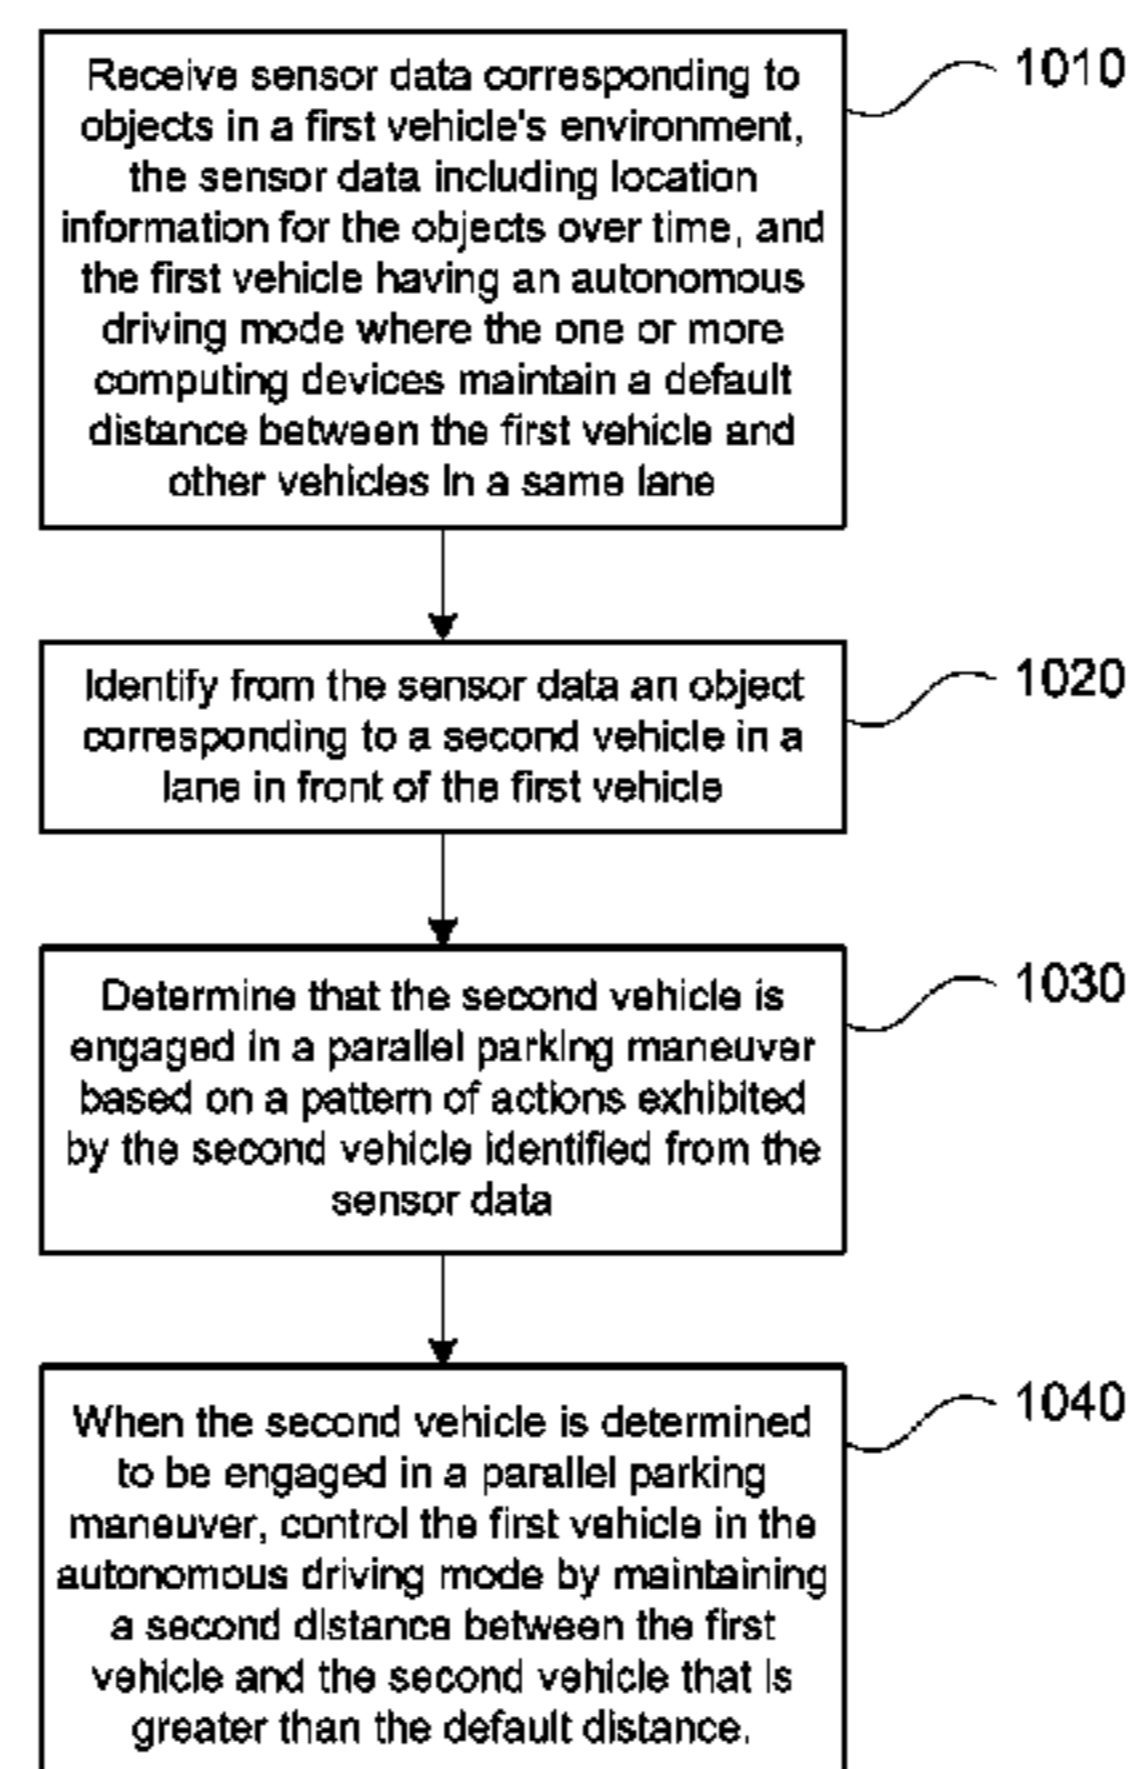 Receive sensor data corresponding to
objects in a first vehicle's environment,
the sensor data including location
information for the objects over time, and
the first vehicle having an autonomous
driving mode where the one or more
computing devices maintain a default
distance between the first vehicle and
other vehicles in a same lane
1010
Identify from the sensor data an object
corresponding to a second vehicle in a
lane in front of the first vehicle
1020
Determine that the second vehicle is
engaged in a parallel parking maneuver
based on a pattern of actions exhibited
by the second vehicle identified from the
sensor data
1030
When the second vehicle is determined
to be engaged in a parallel parking
maneuver, control the first vehicle in the
autonomous driving mode by maintaining
a second distance between the first
vehicle and the second vehicle that is
greater than the default distance.
1040